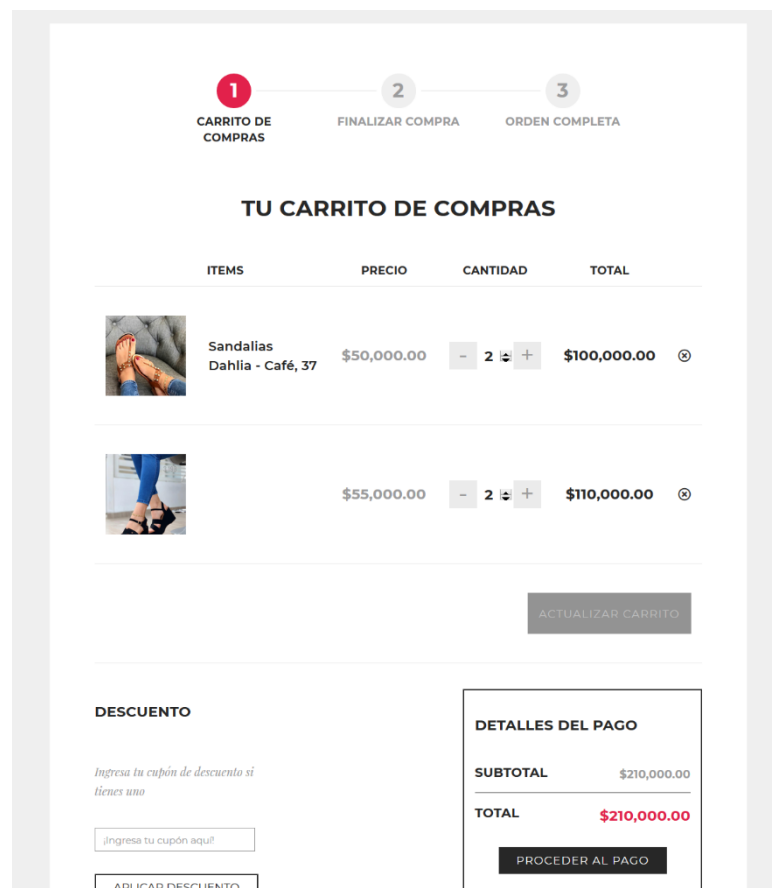 1
2
3
CARRITO DE
COMPRAS
FINALIZAR COMPRA
ORDEN COMPLETA
TU CARRITO DE COMPRAS
ITEMS PRECIO CANTIDAD TOTAL
Sandalias
Dahlia - Café, 37
$50,000.00 - 2 + $100,000.00
$55,000.00 - 2 + $110,000.00
ACTUALIZAR CARRITO
DESCUENTO
Ingresa tu cupón de descuento si
tienes uno
¡Ingresa tu cupón aquí!
APLICAR DESCUENTO
DETALLES DEL PAGO
SUBTOTAL $210,000.00
TOTAL $210,000.00
PROCEDER AL PAGO